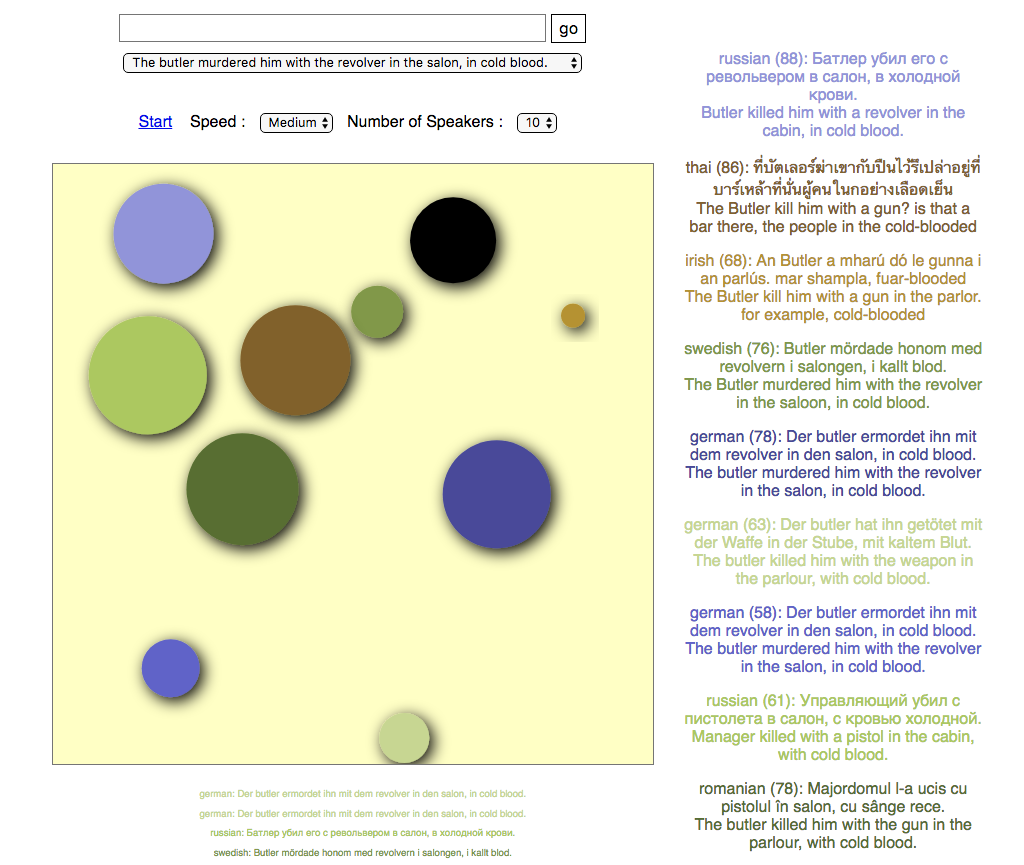 go
The butler murdered him with the revolver in the salon, in cold blood.
Start Speed : Medium Number of Speakers : 10
russian (88): Батлер убил его с
револьвером в салон, в холодной
крови.
Butler killed him with a revolver in the
cabin, in cold blood.
thai (86): ที่บัตเลอร์ฆ่าเขากับปืนไว้รึเปล่าอยู่ที่
บาร์เหล้าที่นั่นผู้คนในกอย่างเลือดเย็น
The Butler kill him with a gun? is that a
bar there, the people in the cold-blooded
irish (68): An Butler a mharú dó le gunna i
an parlús. mar shampla, fuar-blooded
The Butler kill him with a gun in the parlor.
for example, cold-blooded
swedish (76): Butler mördade honom med
revolvern i salongen, i kallt blod.
The Butler murdered him with the revolver
in the saloon, in cold blood.
german (78): Der butler ermordet ihn mit
dem revolver in den salon, in cold blood.
The butler murdered him with the revolver
in the salon, in cold blood.
german (63): Der butler hat ihn getötet mit
der Waffe in der Stube, mit kaltem Blut.
The butler killed him with the weapon in
the parlour, with cold blood.
german (58): Der butler ermordet ihn mit
dem revolver in den salon, in cold blood.
The butler murdered him with the revolver
in the salon, in cold blood.
russian (61): Управляющий убил с
пистолета в салон, с кровью холодной.
Manager killed with a pistol in the cabin,
with cold blood.
romanian (78): Majordomul l-a ucis cu
pistolul în salon, cu sânge rece.
The butler killed him with the gun in the
parlour, with cold blood.
german: Der butler ermordet ihn mit dem revolver in den salon, in cold blood.
german: Der butler ermordet ihn mit dem revolver in den salon, in cold blood.
russian: Батлер убил его с револьвером в салон, в холодной крови.
swedish: Butler mördade honom med revolvern i salongen, i kallt blod.